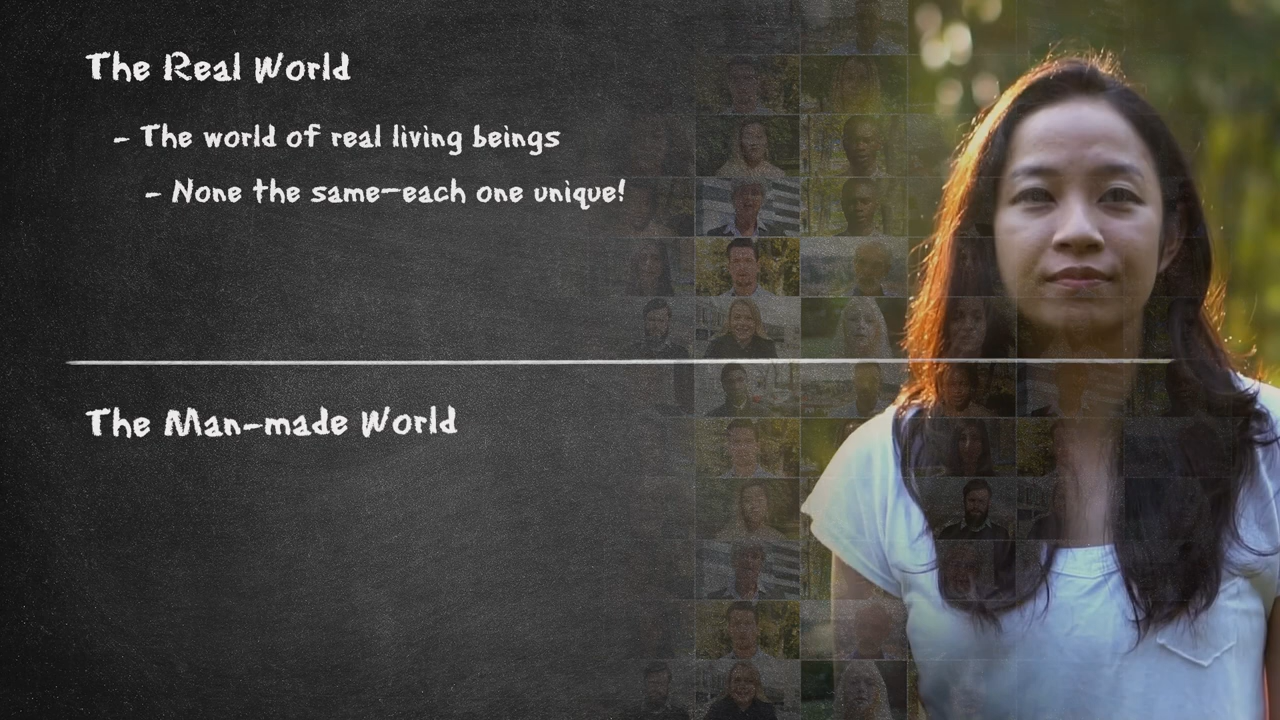 The Real World
- The world of real living beings
- None the same—each one unique!
The Man-made World